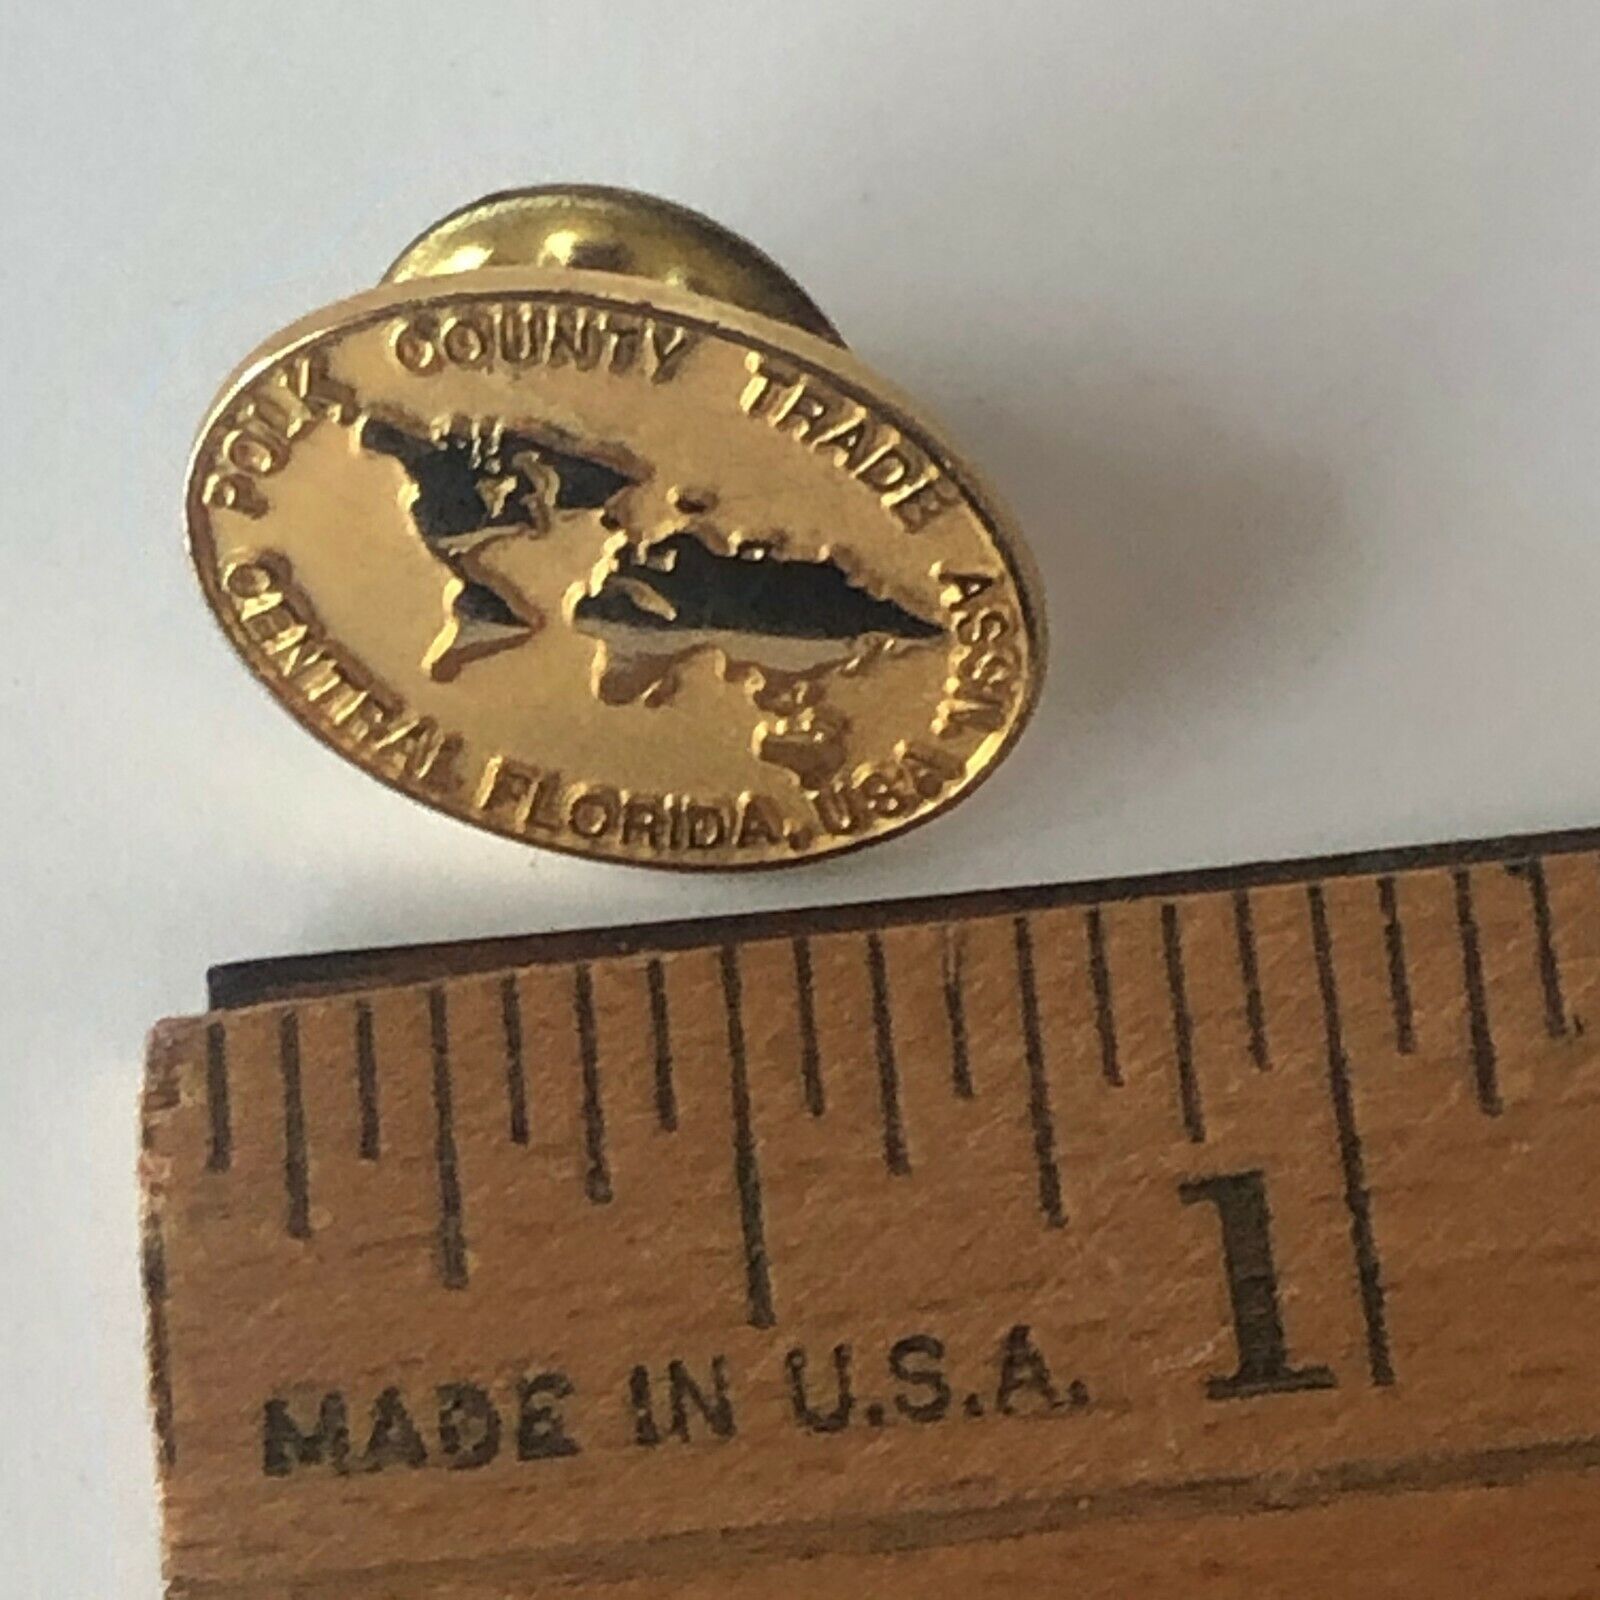 POLK COUNTY TRADE ASSN
CENTRAL FLORIDA, USA
1
MADE IN U.S.A.